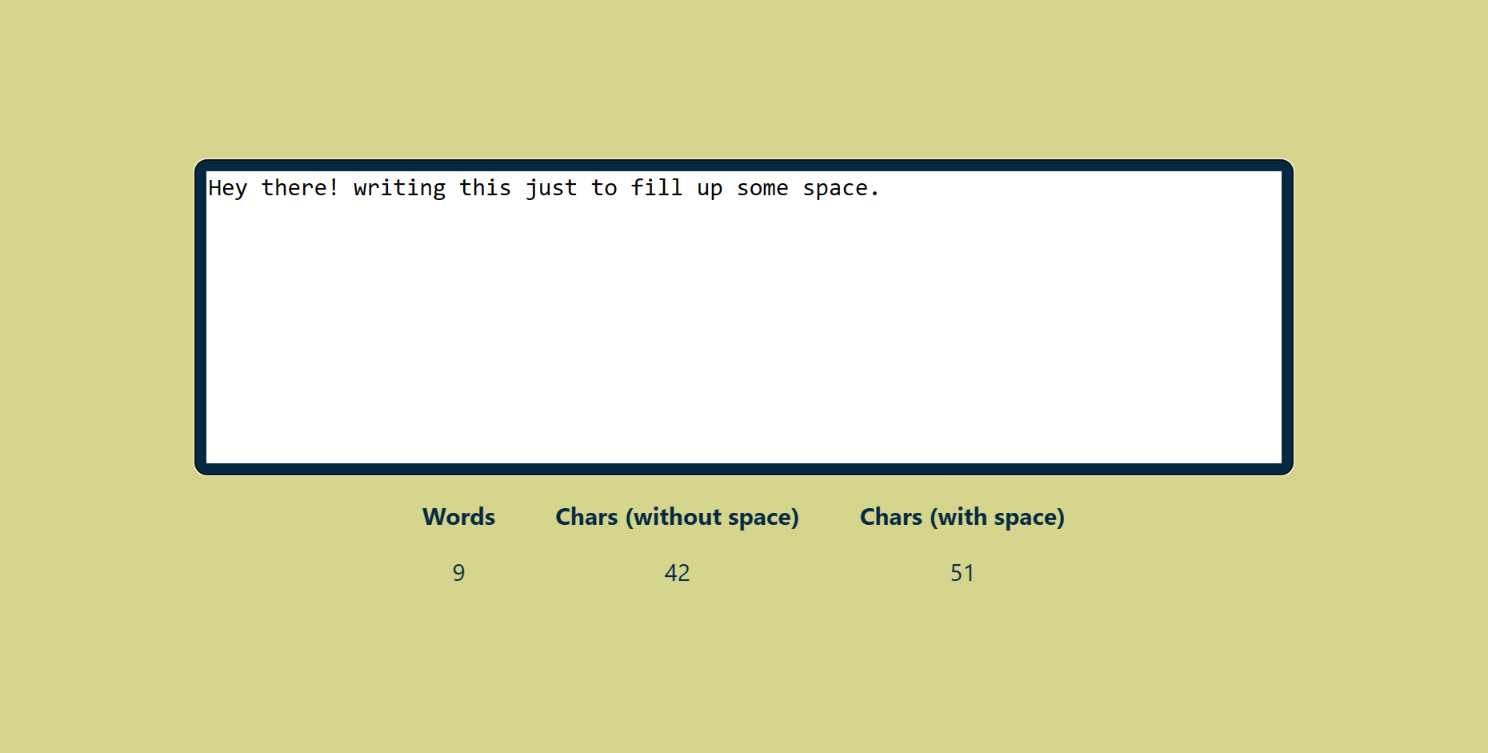 Hey there! writing this just to fill up some space.
Words Chars (without space) Chars (with space)
9 42 51